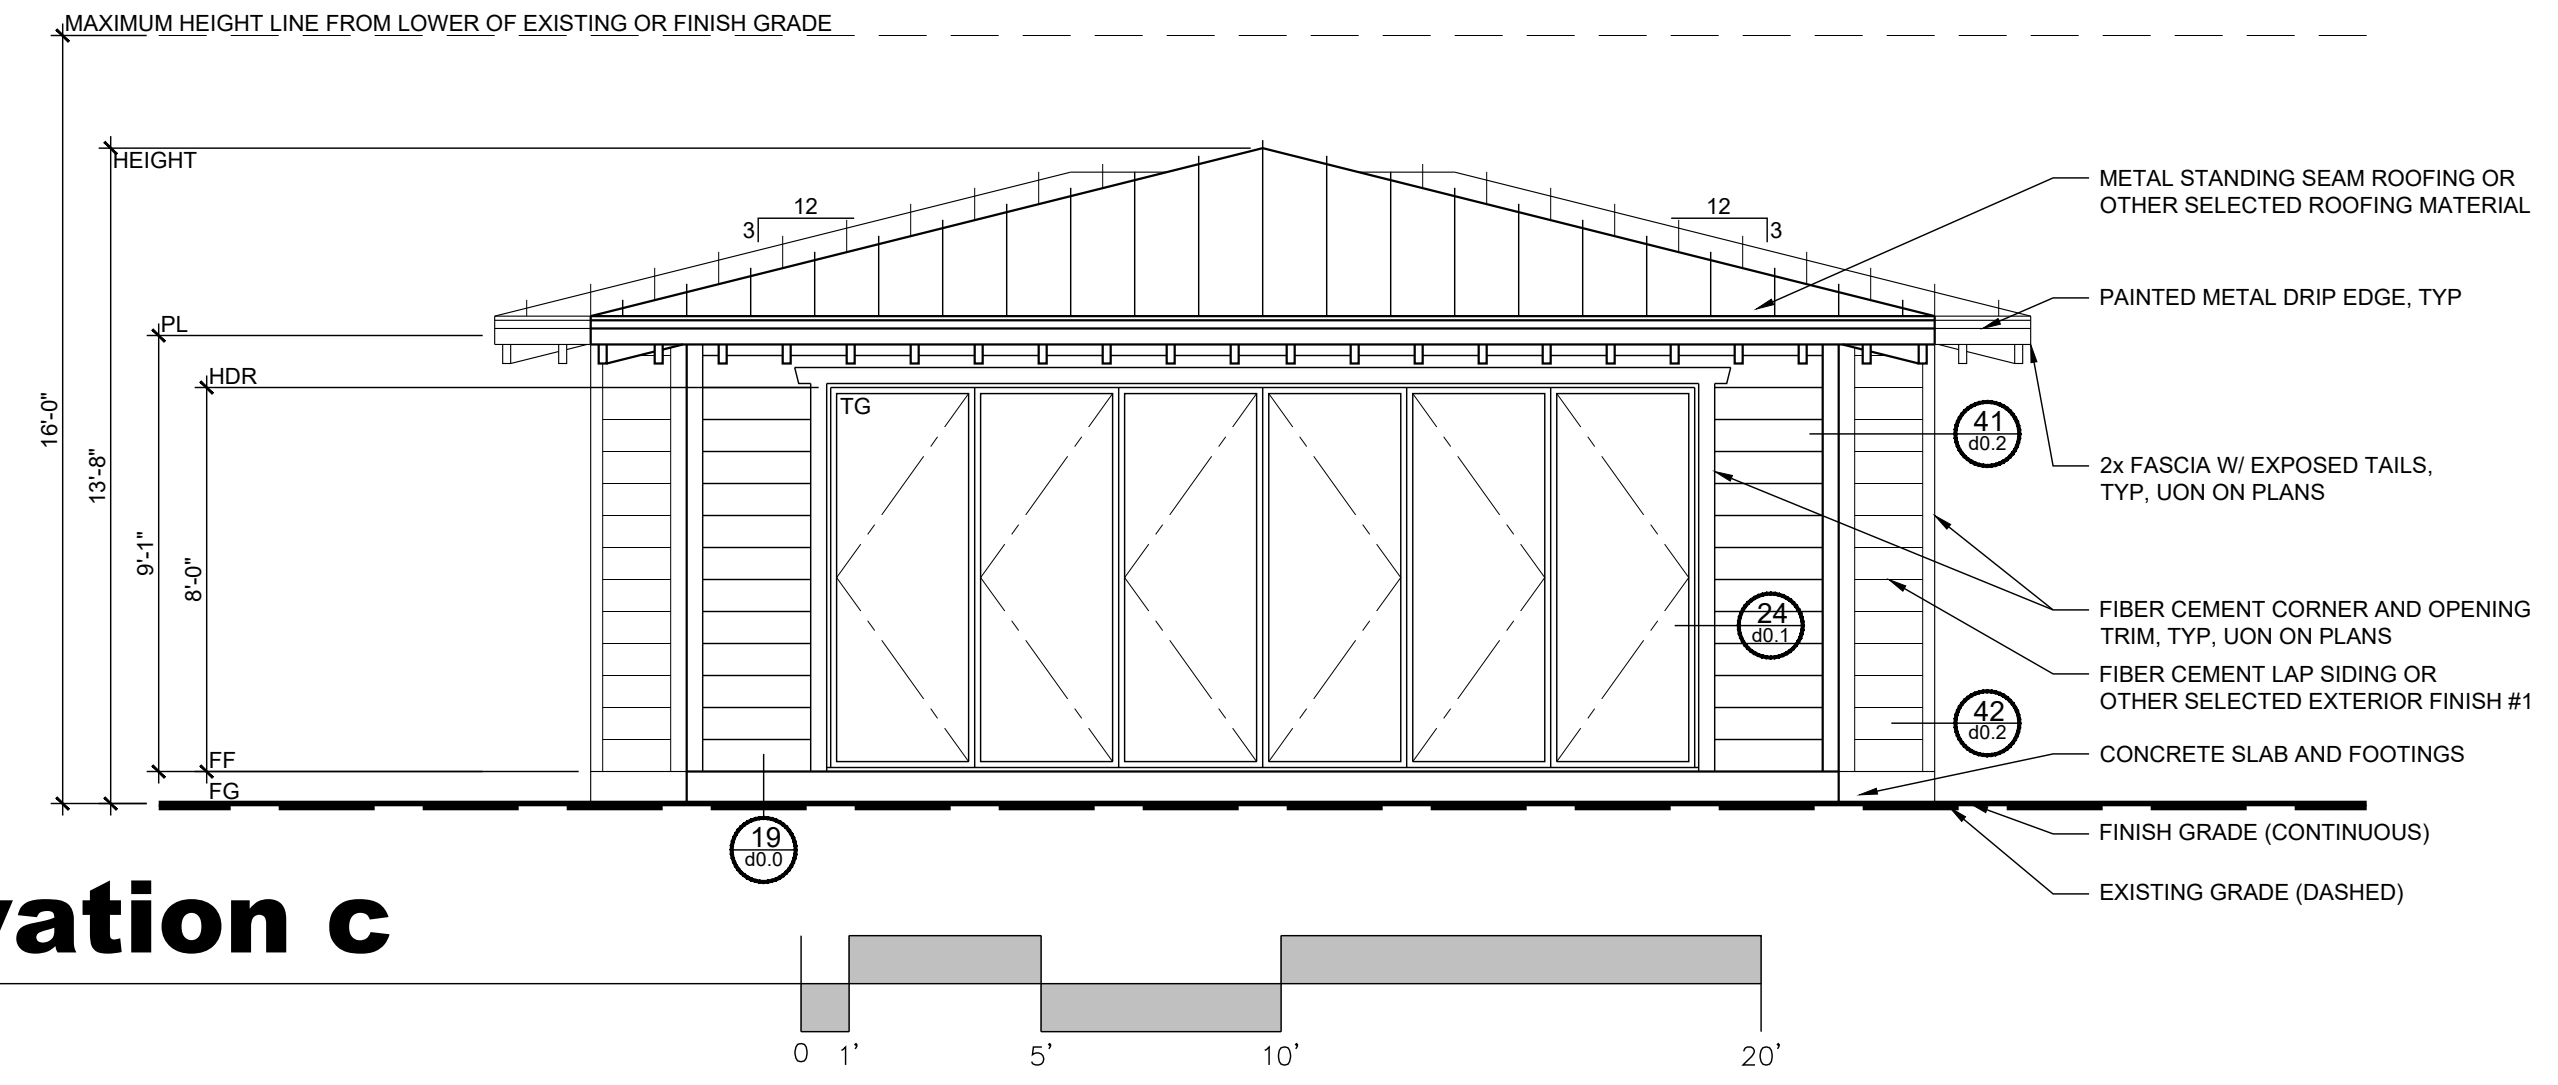 MAXIMUM HEIGHT LINE FROM LOWER OF EXISTING OR FINISH GRADE
HEIGHT
12
3
12
3
METAL STANDING SEAM ROOFING OR
OTHER SELECTED ROOFING MATERIAL
PAINTED METAL DRIP EDGE, TYP
PL
HDR
TG
16'-0"
13'-8"
9'-1"
8'-0"
41
d0.2
2x FASCIA W/ EXPOSED TAILS,
TYP, UON ON PLANS
24
d0.1
FIBER CEMENT CORNER AND OPENING
TRIM, TYP, UON ON PLANS
FIBER CEMENT LAP SIDING OR
OTHER SELECTED EXTERIOR FINISH #1
42
d0.2
CONCRETE SLAB AND FOOTINGS
FF
FG
19
d0.0
FINISH GRADE (CONTINUOUS)
EXISTING GRADE (DASHED)
vation c
0 1' 5' 10' 20'